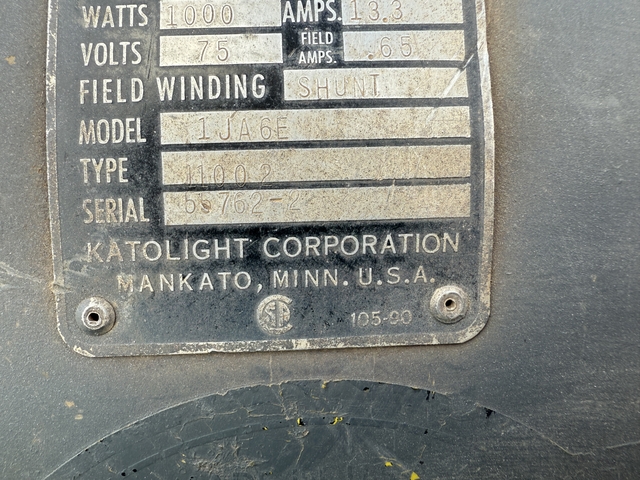 WATTS 1000 AMPS. 13.3
VOLTS 75 FIELD AMPS. .65
FIELD WINDING SHUNT
MODEL 1JA6E
TYPE 11002
SERIAL
KATOLIGHT CORPORATION
MANKATO, MINN. U.S.A.
105-90